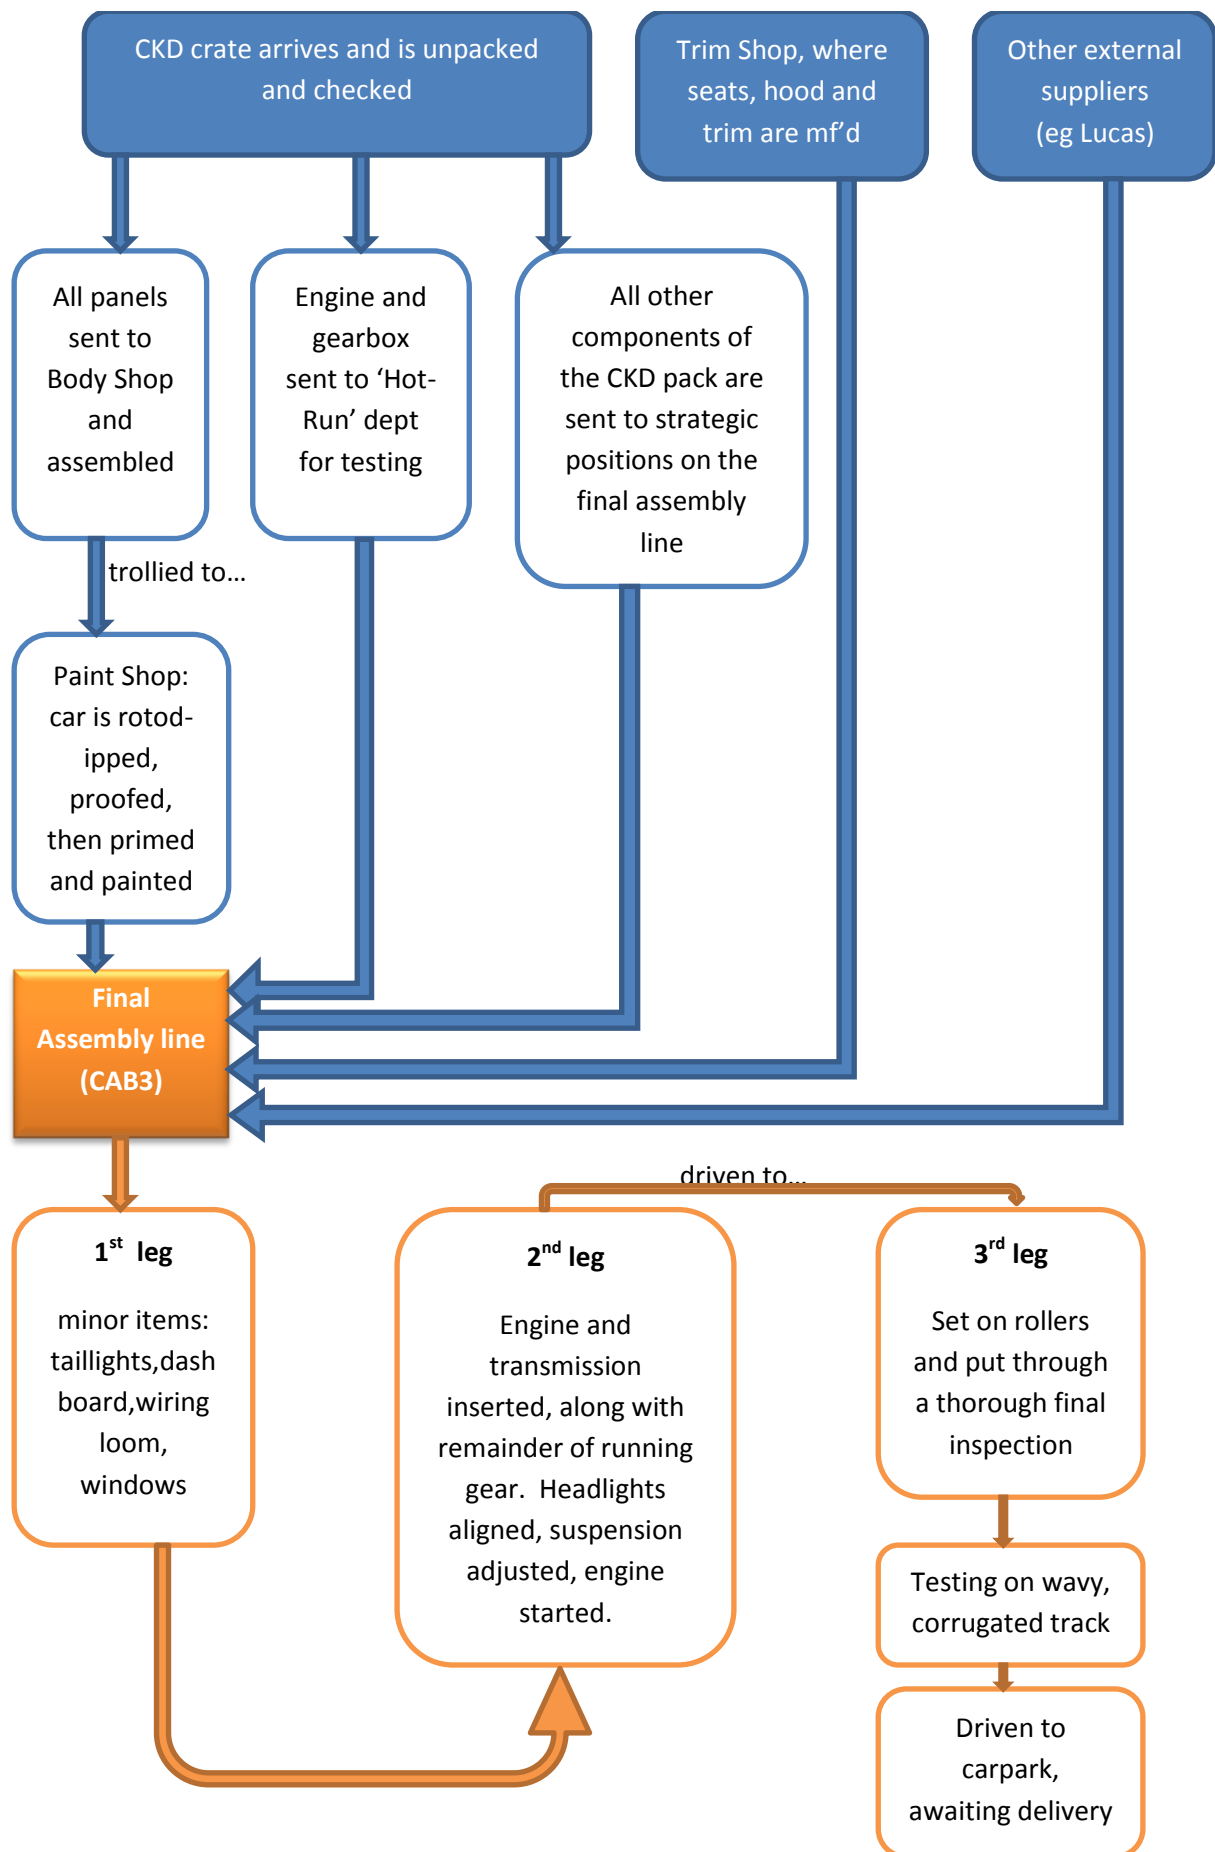 CKD crate arrives and is unpacked
and checked
Trim Shop, where
seats, hood and
trim are mf’d
Other external
suppliers
(eg Lucas)
All panels
sent to
Body Shop
and
assembled
Engine and
gearbox
sent to ‘Hot-
Run’ dept
for testing
All other
components of
the CKD pack are
sent to strategic
positions on the
final assembly
line
trollied to…
Paint Shop:
car is rotod-
ipped,
proofed,
then primed
and painted
Final
Assembly line
(CAB3)
driven to…
1st leg
minor items:
taillights,dash
board,wiring
loom,
windows
2nd leg
Engine and
transmission
inserted, along with
remainder of running
gear. Headlights
aligned, suspension
adjusted, engine
started.
3rd leg
Set on rollers
and put through
a thorough final
inspection
Testing on wavy,
corrugated track
Driven to
carpark,
awaiting delivery